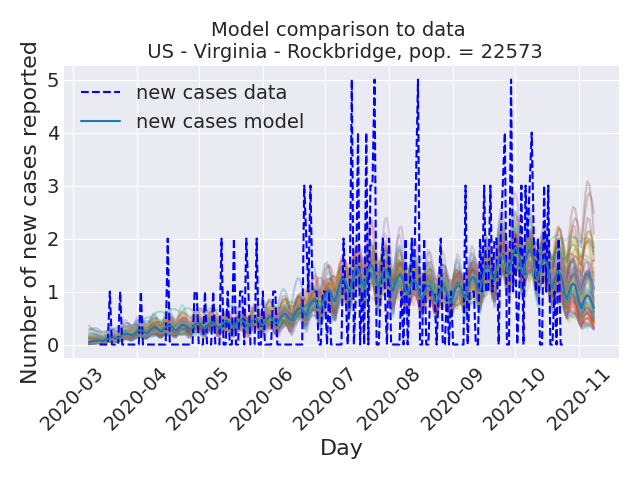 Model comparison to data
US - Virginia - Rockbridge, pop. = 22573
Number of new cases reported
5
4
3
2
1
0
new cases data
new cases model
2020-03
2020-04
2020-05
2020-06
2020-07
2020-08
2020-09
2020-10
2020-11
Day